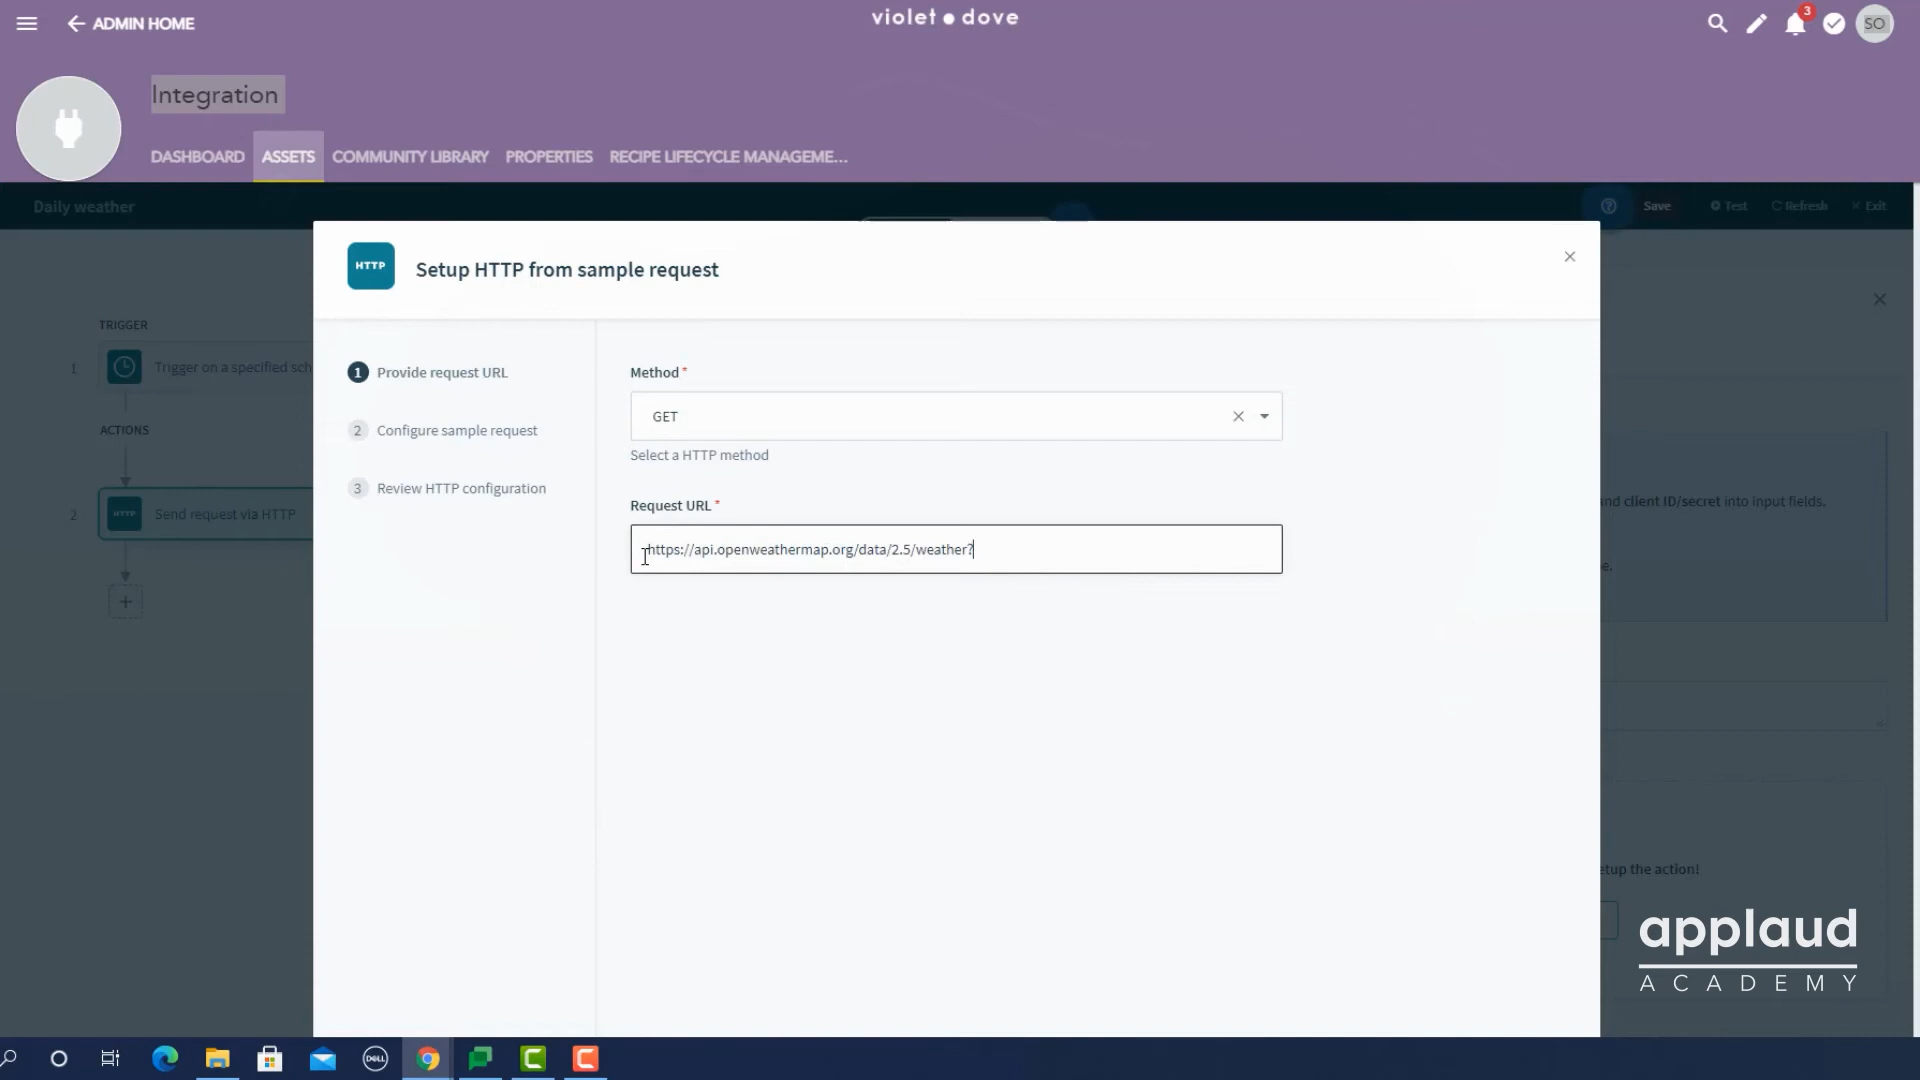 ADMIN HOME
violet dove
3
SO
Integration
DASHBOARD
ASSETS
COMMUNITY LIBRARY
PROPERTIES
RECIPE LIFECYCLE MANAGEME...
Daily weather
Save
Test
Refresh
Exit
HTTP
Setup HTTP from sample request
TRIGGER
1
Trigger on a specified sch
ACTIONS
2
HTTP
Send request via HTTP
1
Provide request URL
2
Configure sample request
3
Review HTTP configuration
Method *
GET
Select a HTTP method
Request URL *
https://api.openweathermap.org/data/2.5/weather?
and client ID/secret into input fields.
e.
etup the action!
applaud
ACADEMY
DELL